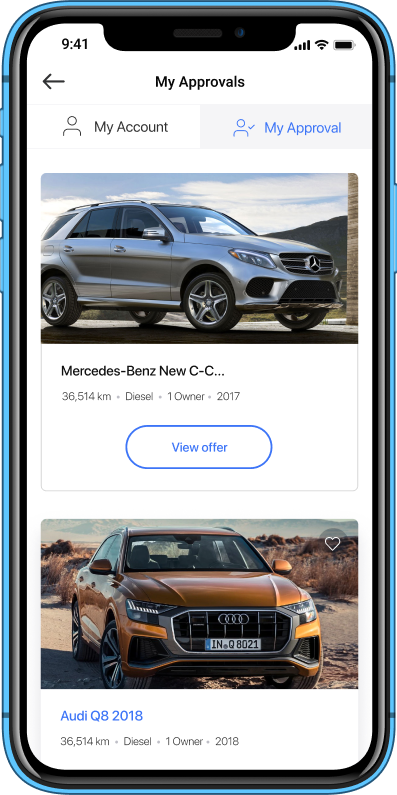 9:41
My Approvals
My Account
My Approval
Mercedes-Benz New C-C...
36,514 km • Diesel • 1 Owner • 2017
View offer
IN Q 8021
Audi Q8 2018
36,514 km • Diesel • 1 Owner • 2018